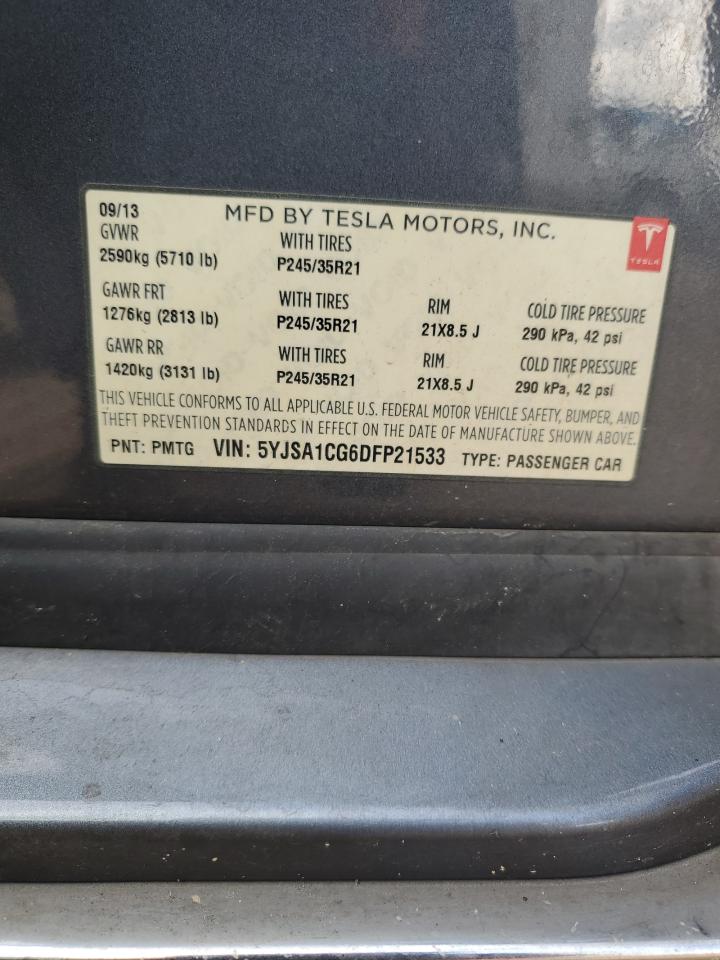 09/13 MFD BY TESLA MOTORS, INC.
GVWR WITH TIRES
2590kg (5710 lb) P245/35R21
TESLA
GAWR FRT WITH TIRES RIM COLD TIRE PRESSURE
1276kg (2813 lb) P245/35R21 21X8.5 J 290 kPa, 42 psi
GAWR RR WITH TIRES RIM COLD TIRE PRESSURE
1420kg (3131 lb) P245/35R21 21X8.5 J 290 kPa, 42 psi
THIS VEHICLE CONFORMS TO ALL APPLICABLE U.S. FEDERAL MOTOR VEHICLE SAFETY, BUMPER, AND
THEFT PREVENTION STANDARDS IN EFFECT ON THE DATE OF MANUFACTURE SHOWN ABOVE.
PNT: PMTG VIN: 5YJSA1CG6DFP21533 TYPE: PASSENGER CAR